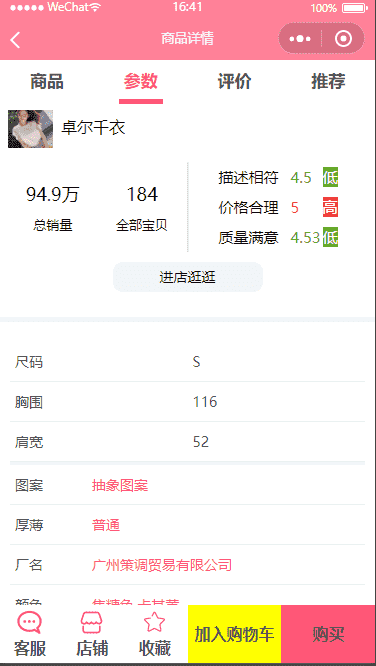 WeChat 16:41 100%
商品详情
商品 参数 评价 推荐
卓尔千衣
94.9万 184
总销量 全部宝贝
描述相符 4.5 低
价格合理 5 高
质量满意 4.53 低
进店逛逛
尺码 S
胸围 116
肩宽 52
图案 抽象图案
厚薄 普通
厂名 广州策调贸易有限公司
颜色
客服 店铺 收藏 加入购物车 购买